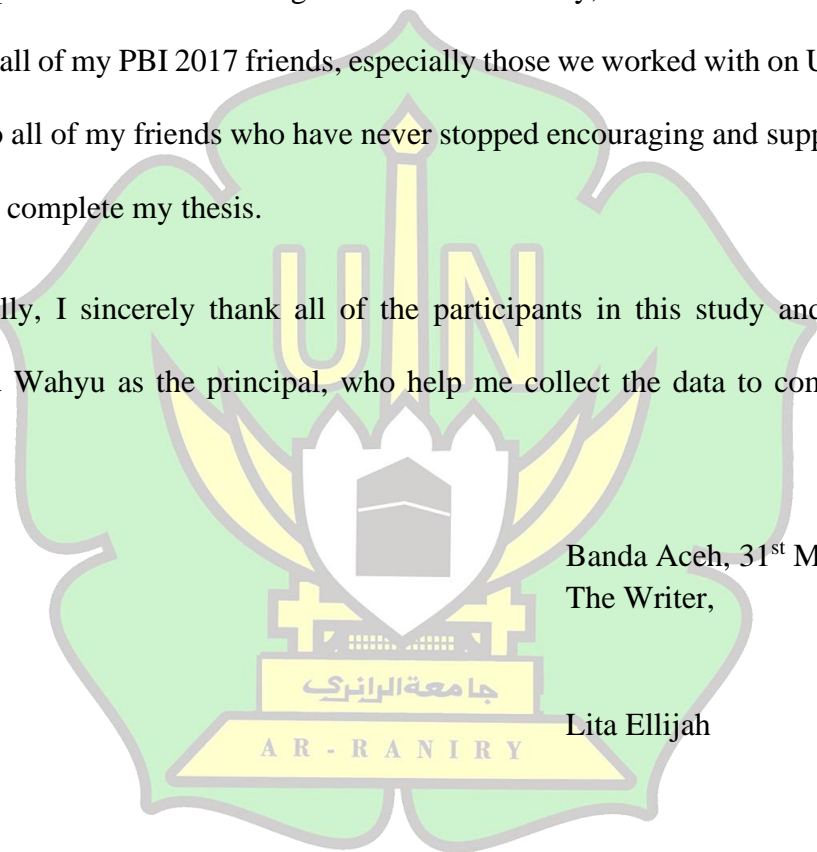 all of my PBI 2017 friends, especially those we worked with on U
all of my friends who have never stopped encouraging and supp
complete my thesis.
lly, I sincerely thank all of the participants in this study and
Wahyu as the principal, who help me collect the data to con
Banda Aceh, 31st M
The Writer,
Lita Ellijah
UIN
جامعة الرانري
AR-RANIRY